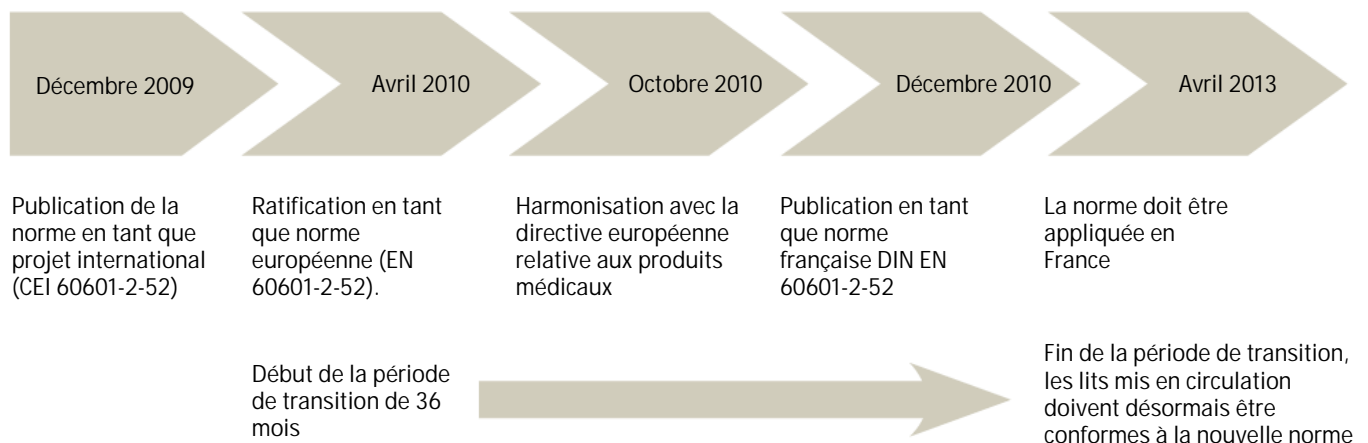 Décembre 2009
Avril 2010
Octobre 2010
Décembre 2010
Avril 2013
Publication de la
norme en tant que
projet international
(CEI 60601-2-52)
Ratification en tant
que norme
européenne (EN
60601-2-52).
Harmonisation avec la
directive européenne
relative aux produits
médicaux
Publication en tant
que norme
française DIN EN
60601-2-52
La norme doit être
appliquée en
France
Début de la période
de transition de 36
mois
Fin de la période de transition,
les lits mis en circulation
doivent désormais être
conformes à la nouvelle norme